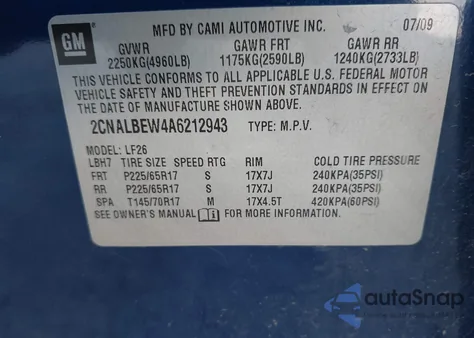 MFD BY CAMI AUTOMOTIVE INC. 07/09
GM
GVWR GAWR FRT GAWR RR
2250KG(4960LB) 1175KG(2590LB) 1240KG(2733LB)
THIS VEHICLE CONFORMS TO ALL APPLICABLE U.S. FEDERAL MOTOR
VEHICLE SAFETY AND THEFT PREVENTION STANDARDS IN EFFECT ON
THE DATE OF MANUFACTURE SHOWN ABOVE.
2CNALBEW4A6212943 TYPE: M.P.V.
MODEL: LF26
LBH7 TIRE SIZE SPEED RTG RIM COLD TIRE PRESSURE
FRT P225/65R17 S 17X7J 240KPA(35PSI)
RR P225/65R17 S 17X7J 240KPA(35PSI)
SPA T145/70R17 M 17X4.5T 420KPA(60PSI)
SEE OWNER'S MANUAL FOR MORE INFORMATION.
autoSnap